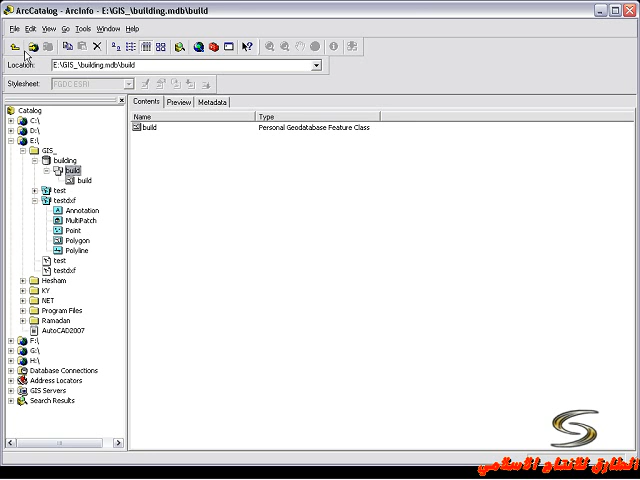 ArcCatalog - ArcInfo - E:\GIS_\building.mdb\build
File Edit View Go Tools Window Help
Location: E:\GIS_\building.mdb\build
Stylesheet: FGDC ESRI
Contents Preview Metadata
Name Type
build Personal Geodatabase Feature Class
Catalog
C:\
D:\
E:\
GIS_
building
build
build
test
testdxf
Annotation
MultiPatch
Point
Polygon
Polyline
test
testdxf
Hesham
KY
NET
Program Files
Ramadan
AutoCAD2007
F:\
G:\
H:\
Database Connections
Address Locators
GIS Servers
Search Results
الطارق للانتاج الاسلامي